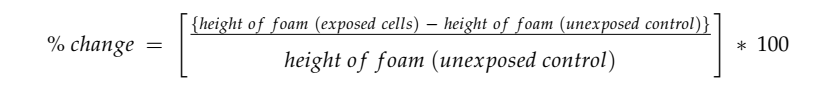 % change = [{height of foam (exposed cells) − height of foam (unexposed control)} / height of foam (unexposed control)] * 100